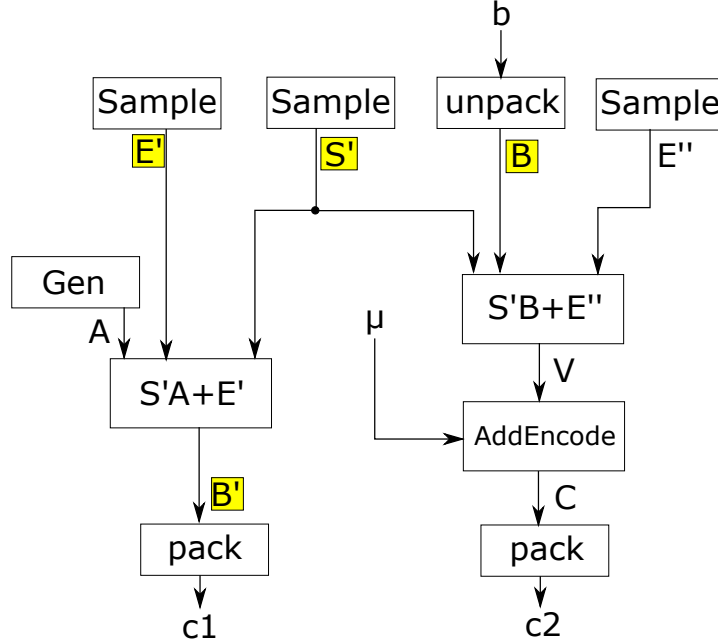 b
Sample
Sample
unpack
Sample
E'
S'
B
E''
Gen
S'B+E''
A
μ
S'A+E'
V
AddEncode
B'
C
pack
pack
c1
c2